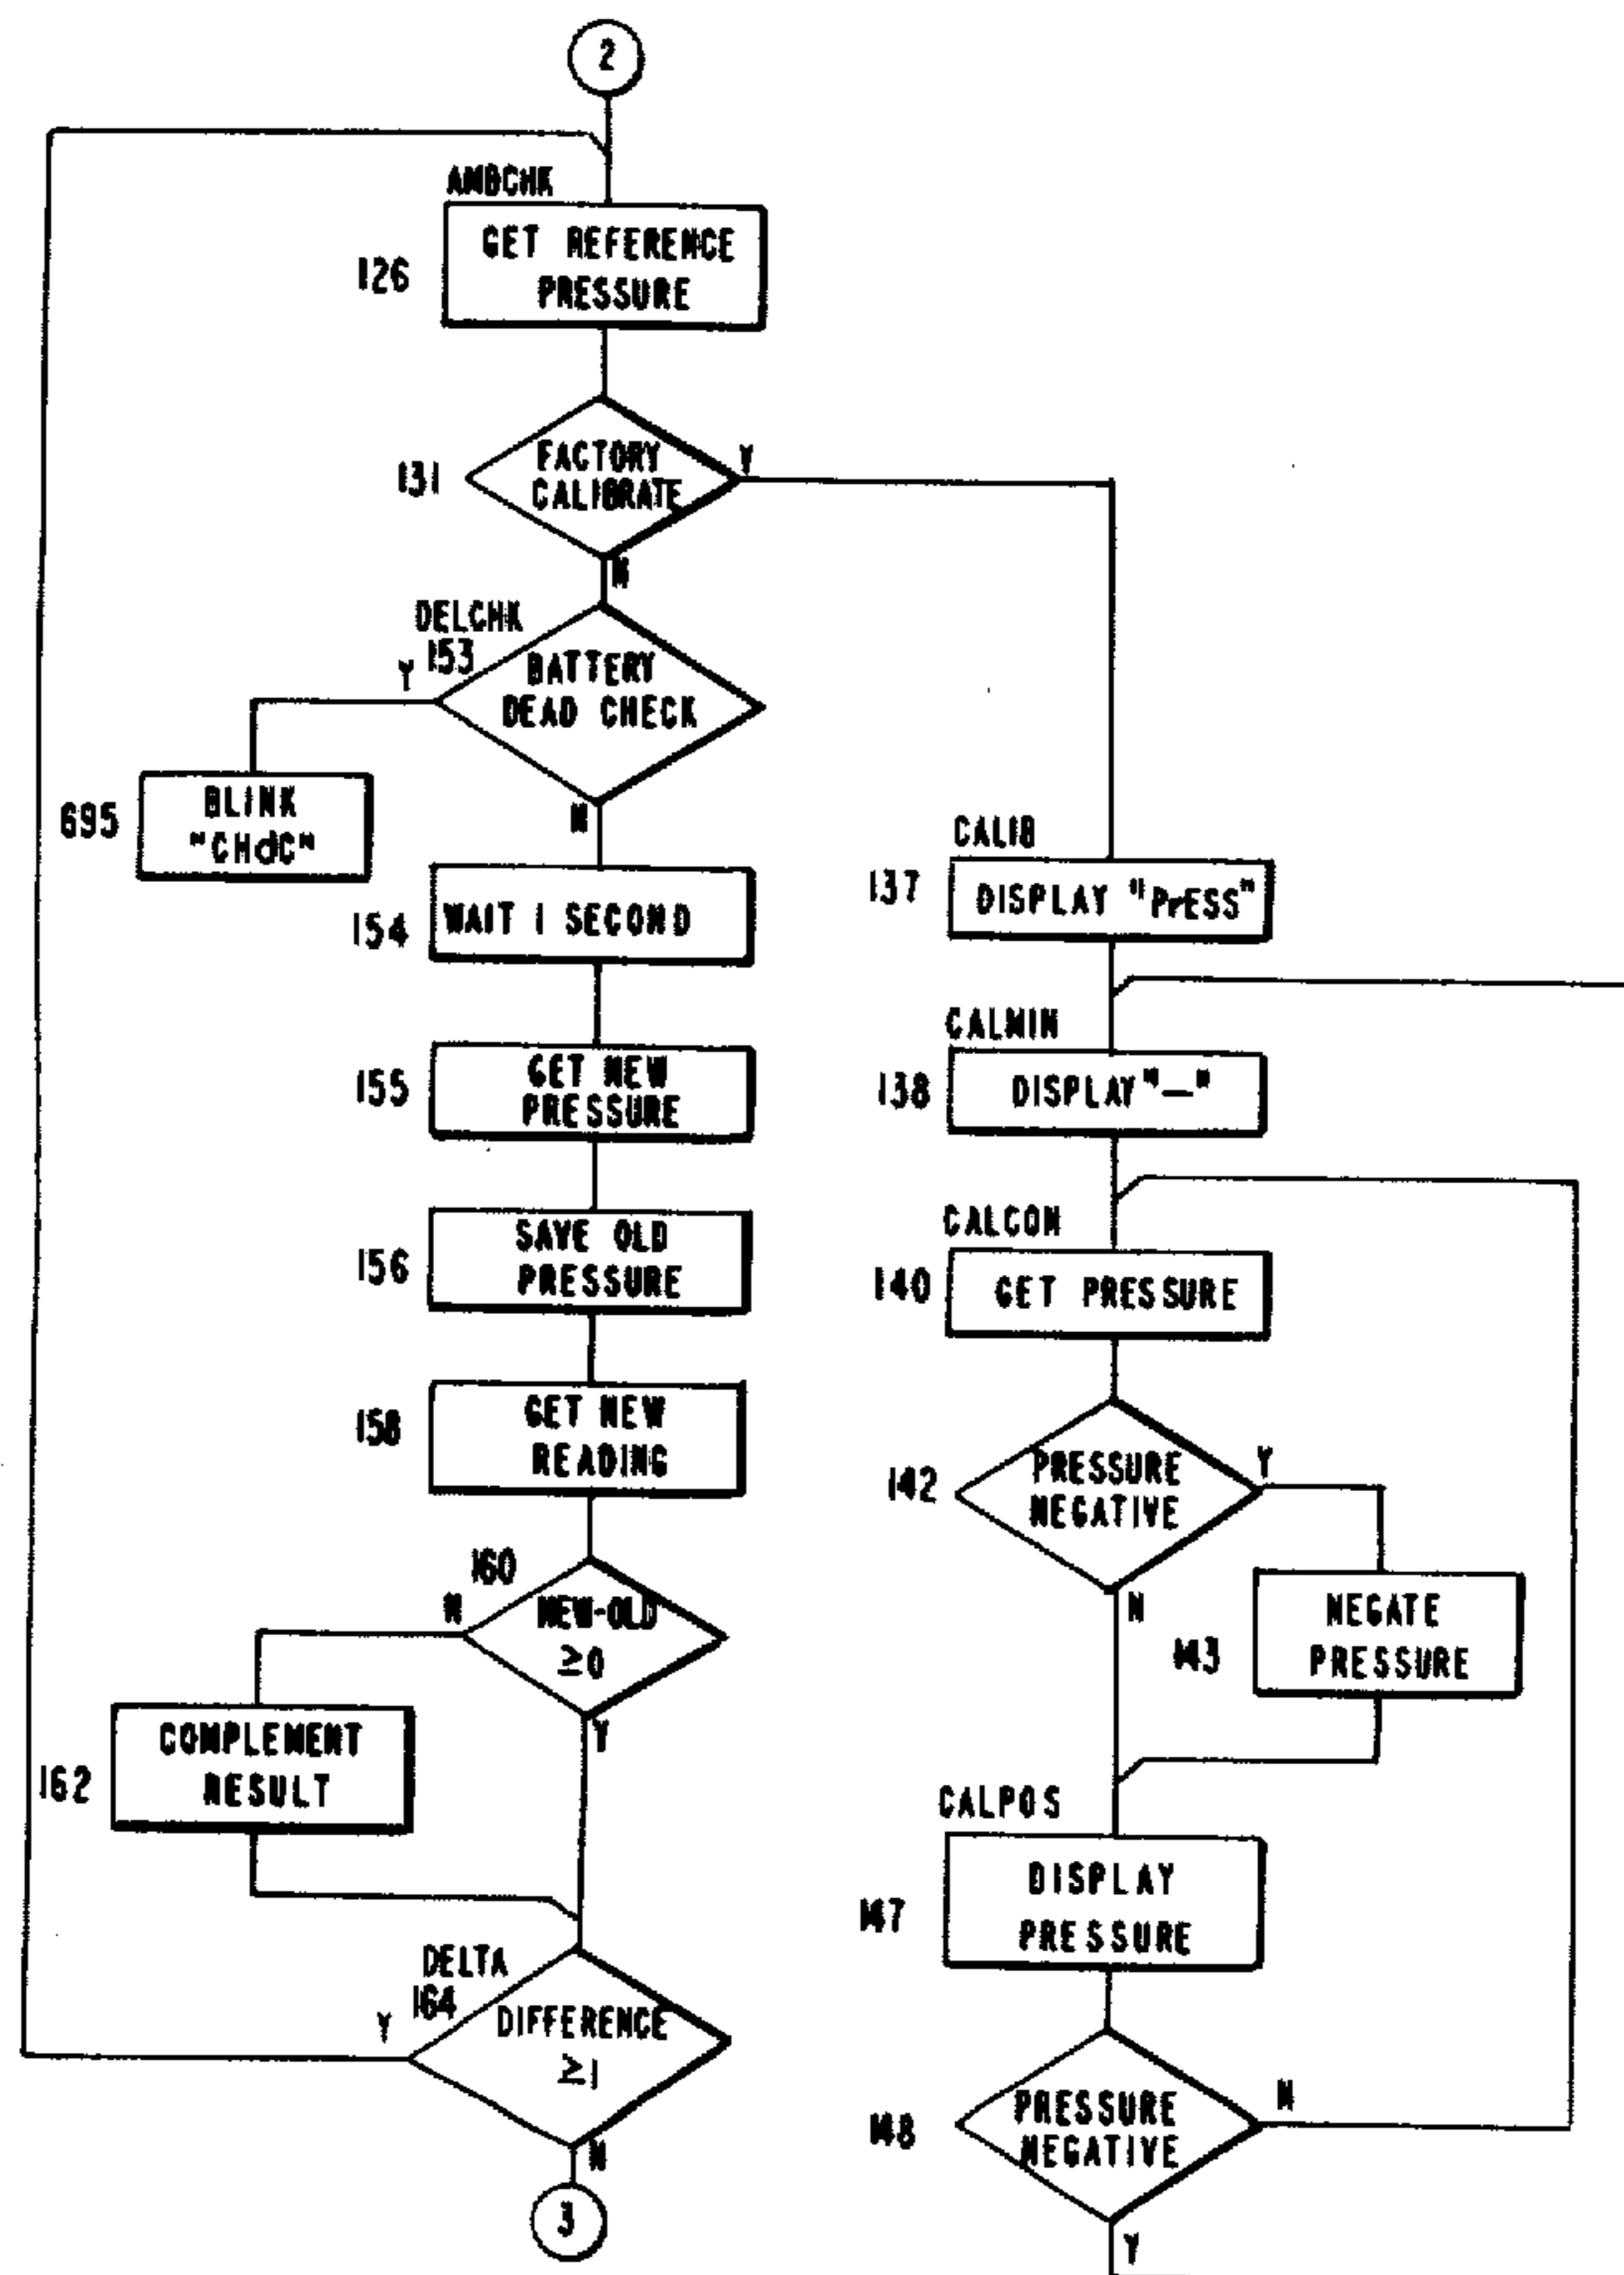 2
AMBCHK
126
GET REFERENCE
PRESSURE
131
FACTORY
CALIBRATE
Y
N
DELCHK
153
Y
BATTERY
DEAD CHECK
N
695
BLINK
"CHdC"
154
WAIT 1 SECOND
155
GET NEW
PRESSURE
156
SAVE OLD
PRESSURE
158
GET NEW
READING
160
N
NEW-OLD
≥0
Y
162
COMPLEMENT
RESULT
DELTA
164
Y
DIFFERENCE
≥1
N
3
CALIB
137
DISPLAY "PrESS"
CALMIN
138
DISPLAY "—"
CALCON
140
GET PRESSURE
142
PRESSURE
NEGATIVE
Y
N
143
NEGATE
PRESSURE
CALPOS
147
DISPLAY
PRESSURE
148
PRESSURE
NEGATIVE
N
Y